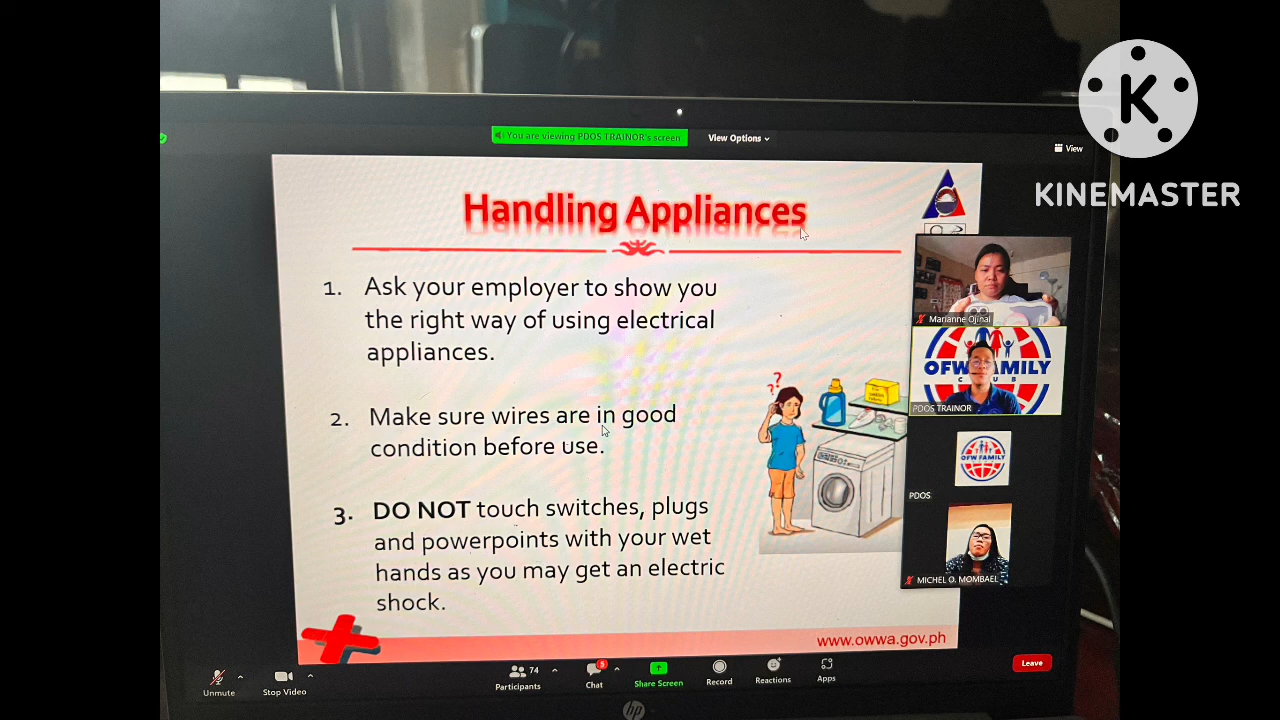 KINEMASTER
You are viewing PDOS TRAINOR's screen
View Options
View
Handling Appliances
1. Ask your employer to show you
the right way of using electrical
appliances.
2. Make sure wires are in good
condition before use.
3. DO NOT touch switches, plugs
and powerpoints with your wet
hands as you may get an electric
shock.
www.owwa.gov.ph
??
?
Marianne Ojinal
OFW FAMILY
CLUB
PDOS TRAINOR
OFW FAMILY
PDOS
MICHEL O. MOMBAEL
Unmute
Stop Video
74
Participants
5
Chat
Share Screen
Record
Reactions
Apps
Leave
hp